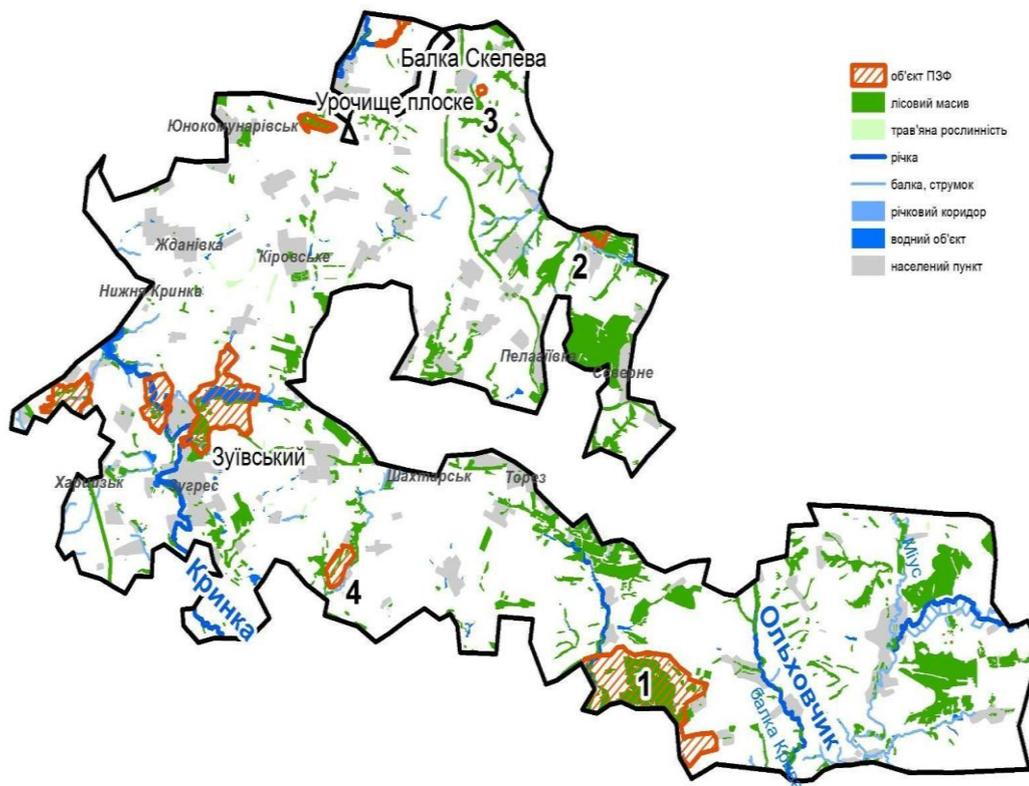 Балка Скелева
Урочище плоске
Юнокомунарівськ
3
Жданівка
Кіровське
2
Нижня Кринка
Пелагіївка
Северне
Зуївський
Харцизьк
Зугрес
Шахтарськ
Торез
Кринка
4
1
Міус
Ольховчик
балка
об'єкт ПЗФ
лісовий масив
трав'яна рослинність
річка
балка, струмок
річковий коридор
водний об'єкт
населений пункт